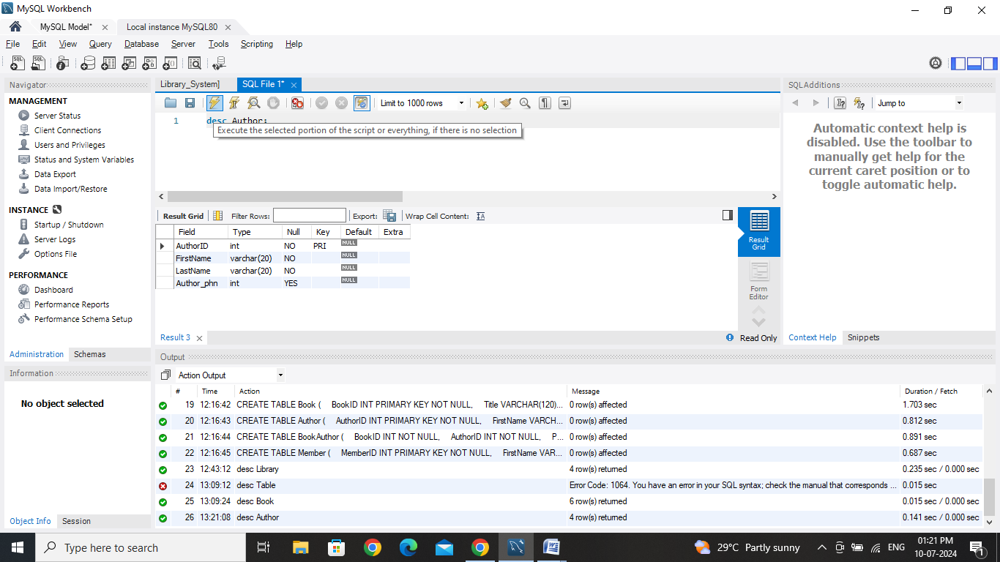 MySQL Workbench
MySQL Model* Local instance MySQL80
File Edit View Query Database Server Tools Scripting Help
Navigator
MANAGEMENT
Server Status
Client Connections
Users and Privileges
Status and System Variables
Data Export
Data Import/Restore
INSTANCE
Startup / Shutdown
Server Logs
Options File
PERFORMANCE
Dashboard
Performance Reports
Performance Schema Setup
Administration Schemas
Information
No object selected
Object Info Session
Library_System] SQL File 1*
Limit to 1000 rows
1 desc Author;
Execute the selected portion of the script or everything, if there is no selection
Result Grid Filter Rows: Export: Wrap Cell Content:
Field Type Null Key Default Extra
AuthorID int NO PRI NULL
FirstName varchar(20) NO NULL
LastName varchar(20) NO NULL
Author_phn int YES NULL
Result
Grid
Form
Editor
Result 3 Read Only
SQLAdditions
Jump to
Automatic context help is
disabled. Use the toolbar to
manually get help for the
current caret position or to
toggle automatic help.
Context Help Snippets
Output
Action Output
# Time Action Message Duration / Fetch
19 12:16:42 CREATE TABLE Book ( BookID INT PRIMARY KEY NOT NULL, Title VARCHAR(120)... 0 row(s) affected 1.703 sec
20 12:16:43 CREATE TABLE Author ( AuthorID INT PRIMARY KEY NOT NULL, FirstName VARCH... 0 row(s) affected 0.812 sec
21 12:16:44 CREATE TABLE BookAuthor ( BookID INT NOT NULL, AuthorID INT NOT NULL, P... 0 row(s) affected 0.891 sec
22 12:16:45 CREATE TABLE Member ( MemberID INT PRIMARY KEY NOT NULL, FirstName VAR... 0 row(s) affected 0.687 sec
23 12:43:12 desc Library 4 row(s) returned 0.235 sec / 0.000 sec
24 13:09:12 desc Table Error Code: 1064. You have an error in your SQL syntax; check the manual that corresponds ... 0.015 sec
25 13:09:24 desc Book 6 row(s) returned 0.015 sec / 0.000 sec
26 13:21:08 desc Author 4 row(s) returned 0.141 sec / 0.000 sec
Type here to search 29°C Partly sunny ENG 01:21 PM
10-07-2024 1